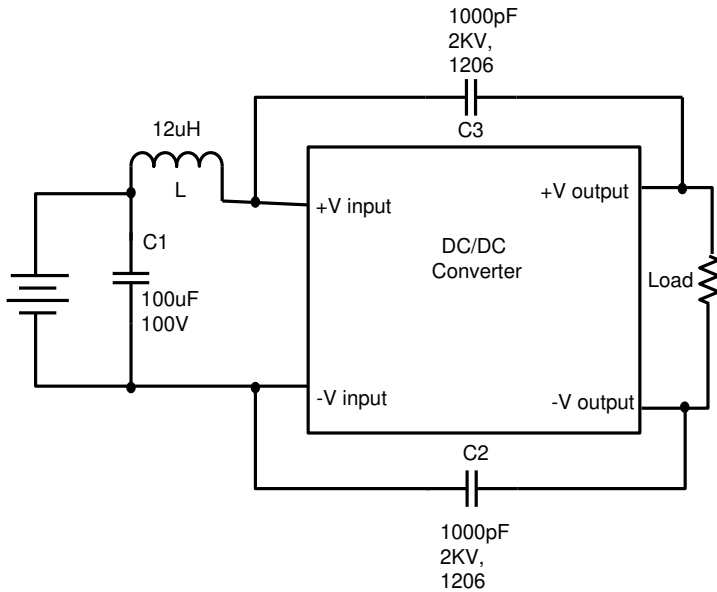 1000pF
2KV,
1206
C3
12uH
L
+V input
+V output
C1
DC/DC
Converter
Load
100uF
100V
-V input
-V output
C2
1000pF
2KV,
1206